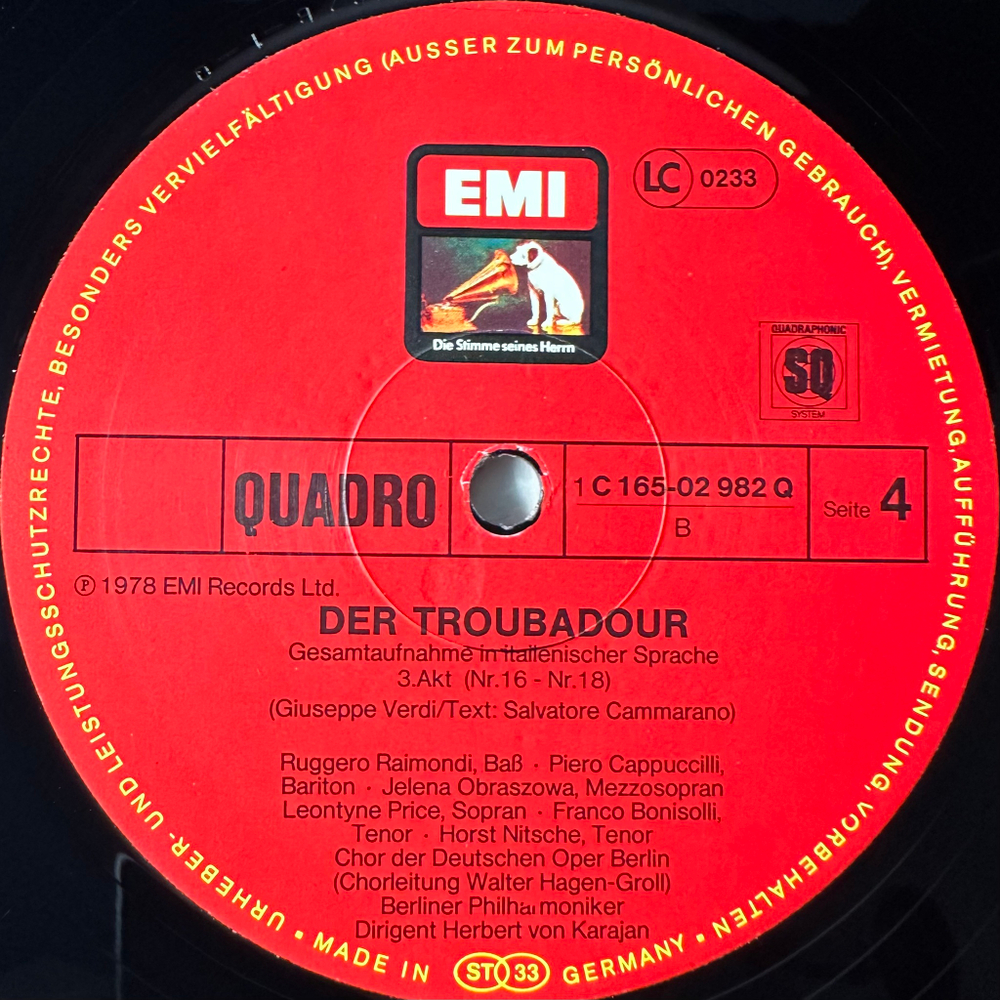 URHEBER- UND LEISTUNGSSCHUTZRECHTE, BESONDERS VERVIELFÄLTIGUNG (AUSSER ZUM PERSÖNLICHEN GEBRAUCH), VERMIETUNG, AUFFÜHRUNG, SENDUNG, VORBEHALTEN ▪
EMI
Die Stimme seines Herrn
LC 0233
QUADRAPHONIC
SQ
SYSTEM
QUADRO
1 C 165-02 982 Q
B
Seite 4
℗ 1978 EMI Records Ltd.
DER TROUBADOUR
Gesamtaufnahme in italienischer Sprache
3.Akt (Nr.16 - Nr.18)
(Giuseppe Verdi/Text: Salvatore Cammarano)
Ruggero Raimondi, Baß · Piero Cappuccilli,
Bariton · Jelena Obraszowa, Mezzosopran
Leontyne Price, Sopran · Franco Bonisolli,
Tenor · Horst Nitsche, Tenor
Chor der Deutschen Oper Berlin
(Chorleitung Walter Hagen-Groll)
Berliner Philharmoniker
Dirigent Herbert von Karajan
▪ MADE IN ST 33 GERMANY ▪